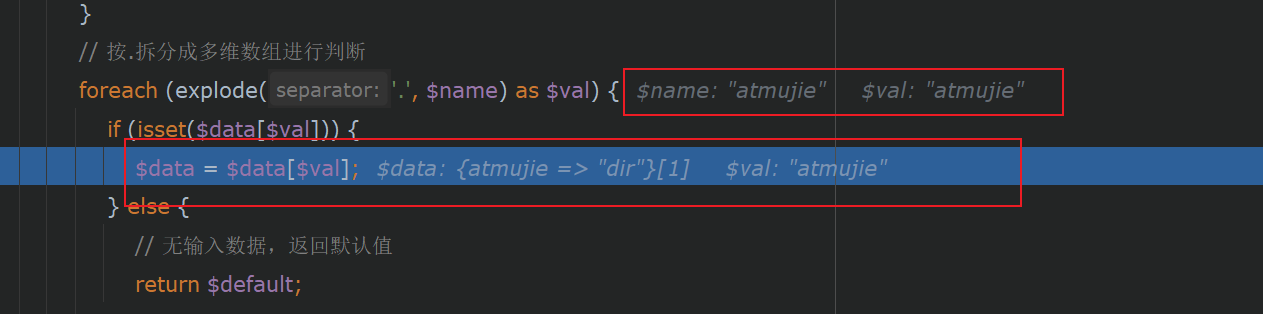 }
// 按.拆分成多维数组进行判断
foreach (explode( separator: '.', $name) as $val) { $name: "atmujie" $val: "atmujie"
if (isset($data[$val])) {
$data = $data[$val]; $data: {atmujie => "dir"}[1] $val: "atmujie"
} else {
// 无输入数据，返回默认值
return $default;